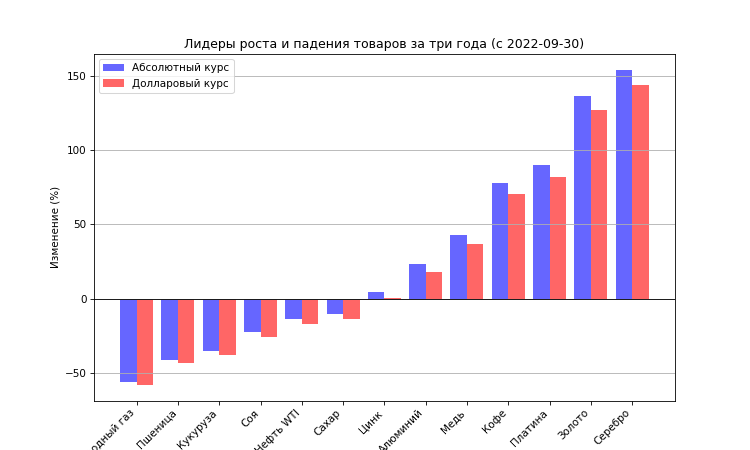 Лидеры роста и падения товаров за три года (с 2022-09-30)
Абсолютный курс
Долларовый курс
Изменение (%)
150
100
50
0
−50
одный газ
Пшеница
Кукуруза
Соя
Нефть WTI
Сахар
Цинк
Алюминий
Медь
Кофе
Платина
Золото
Серебро